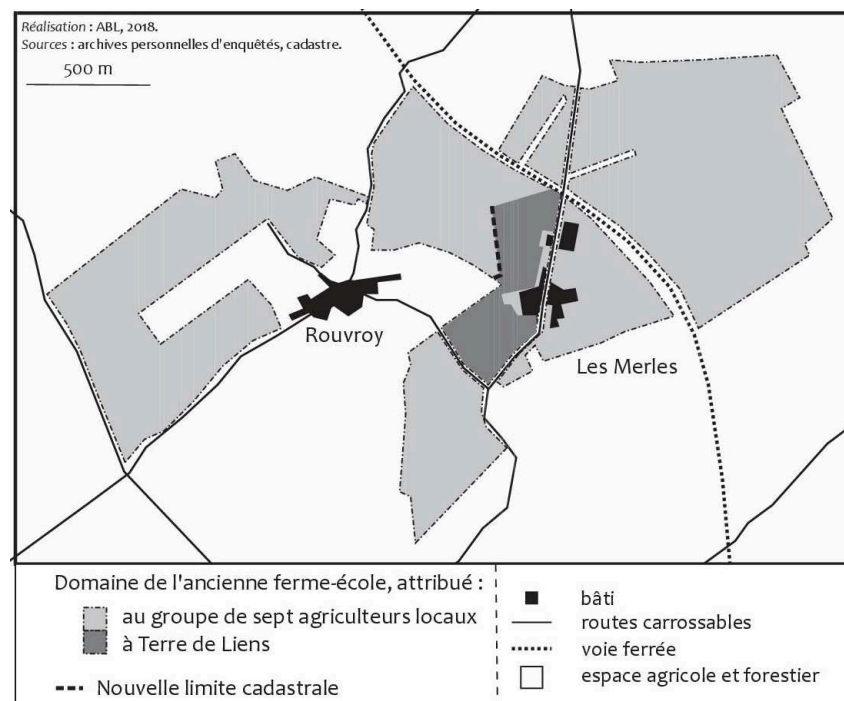 Réalisation : ABL, 2018.
Sources : archives personnelles d'enquêtés, cadastre.
500 m
Rouvroy
Les Merles
Domaine de l'ancienne ferme-école, attribué :
au groupe de sept agriculteurs locaux
à Terre de Liens
Nouvelle limite cadastrale
bâti
routes carrossables
voie ferrée
espace agricole et forestier